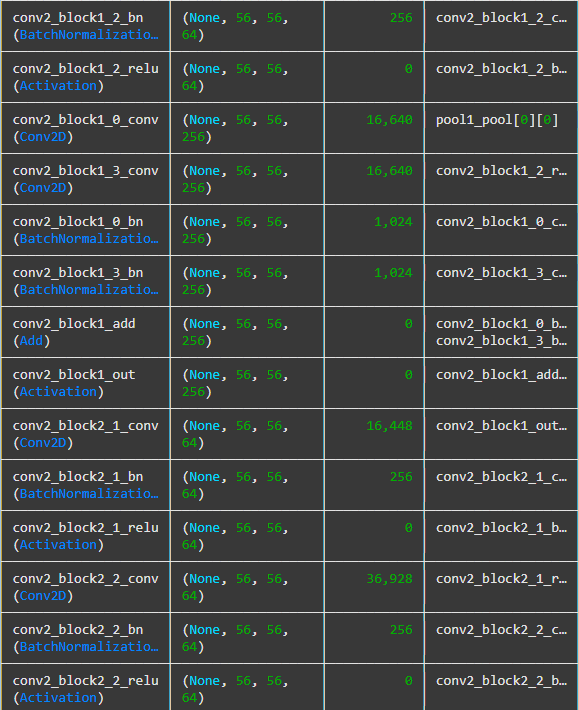 conv2_block1_2_bn (None, 56, 56, 256 conv2_block1_2_c…
(BatchNormalizatio… 64)
conv2_block1_2_relu (None, 56, 56, 0 conv2_block1_2_b…
(Activation) 64)
conv2_block1_0_conv (None, 56, 56, 16,640 pool1_pool[0][0]
(Conv2D) 256)
conv2_block1_3_conv (None, 56, 56, 16,640 conv2_block1_2_r…
(Conv2D) 256)
conv2_block1_0_bn (None, 56, 56, 1,024 conv2_block1_0_c…
(BatchNormalizatio… 256)
conv2_block1_3_bn (None, 56, 56, 1,024 conv2_block1_3_c…
(BatchNormalizatio… 256)
conv2_block1_add (None, 56, 56, 0 conv2_block1_0_b…
(Add) 256) conv2_block1_3_b…
conv2_block1_out (None, 56, 56, 0 conv2_block1_add…
(Activation) 256)
conv2_block2_1_conv (None, 56, 56, 16,448 conv2_block1_out…
(Conv2D) 64)
conv2_block2_1_bn (None, 56, 56, 256 conv2_block2_1_c…
(BatchNormalizatio… 64)
conv2_block2_1_relu (None, 56, 56, 0 conv2_block2_1_b…
(Activation) 64)
conv2_block2_2_conv (None, 56, 56, 36,928 conv2_block2_1_r…
(Conv2D) 64)
conv2_block2_2_bn (None, 56, 56, 256 conv2_block2_2_c…
(BatchNormalizatio… 64)
conv2_block2_2_relu (None, 56, 56, 0 conv2_block2_2_b…
(Activation) 64)